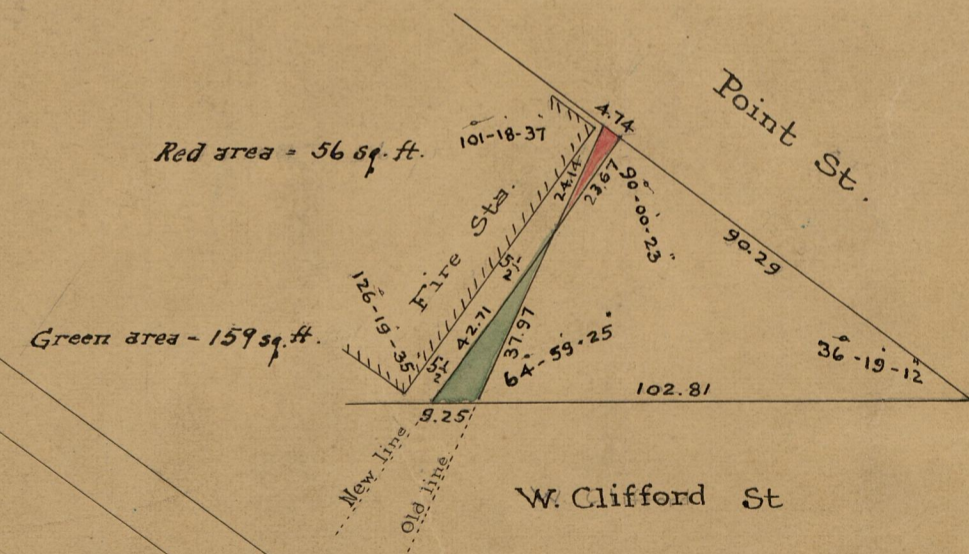 Point St.
4.74
101-18-37
Red area = 56 sq. ft.
24.14
23.67
90-00-23
Fire Sta.
90.29
126-19-35
42.71
37.97
Green area - 159 sq. ft.
64-59-25
36-19-12
102.81
9.25
New line
Old line
W. Clifford St